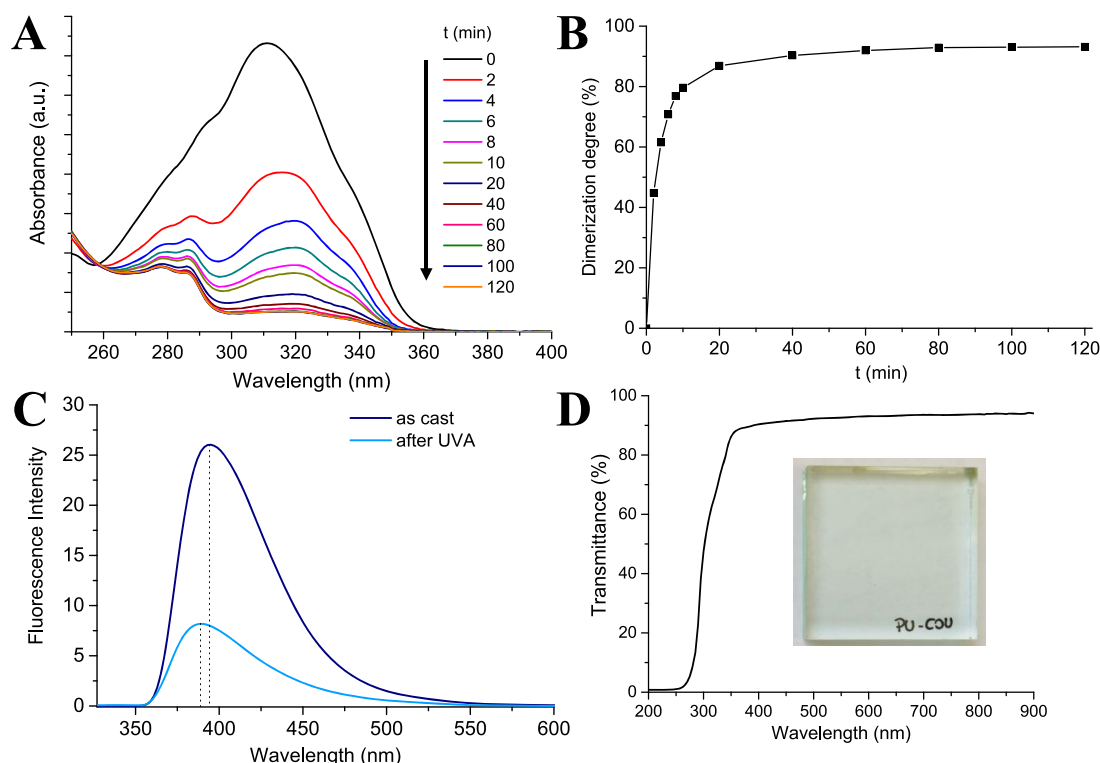 A
Absorbance (a.u.)
t (min)
0
2
4
6
8
10
20
40
60
80
100
120
260 280 300 320 340 360 380 400
Wavelength (nm)
B
Dimerization degree (%)
100
80
60
40
20
0
0 20 40 60 80 100 120
t (min)
C
Fluorescence Intensity
30
25
20
15
10
5
0
as cast
after UVA
350 400 450 500 550 600
Wavelength (nm)
D
Transmittance (%)
100
80
60
40
20
0
PU-COU
200 300 400 500 600 700 800 900
Wavelength (nm)